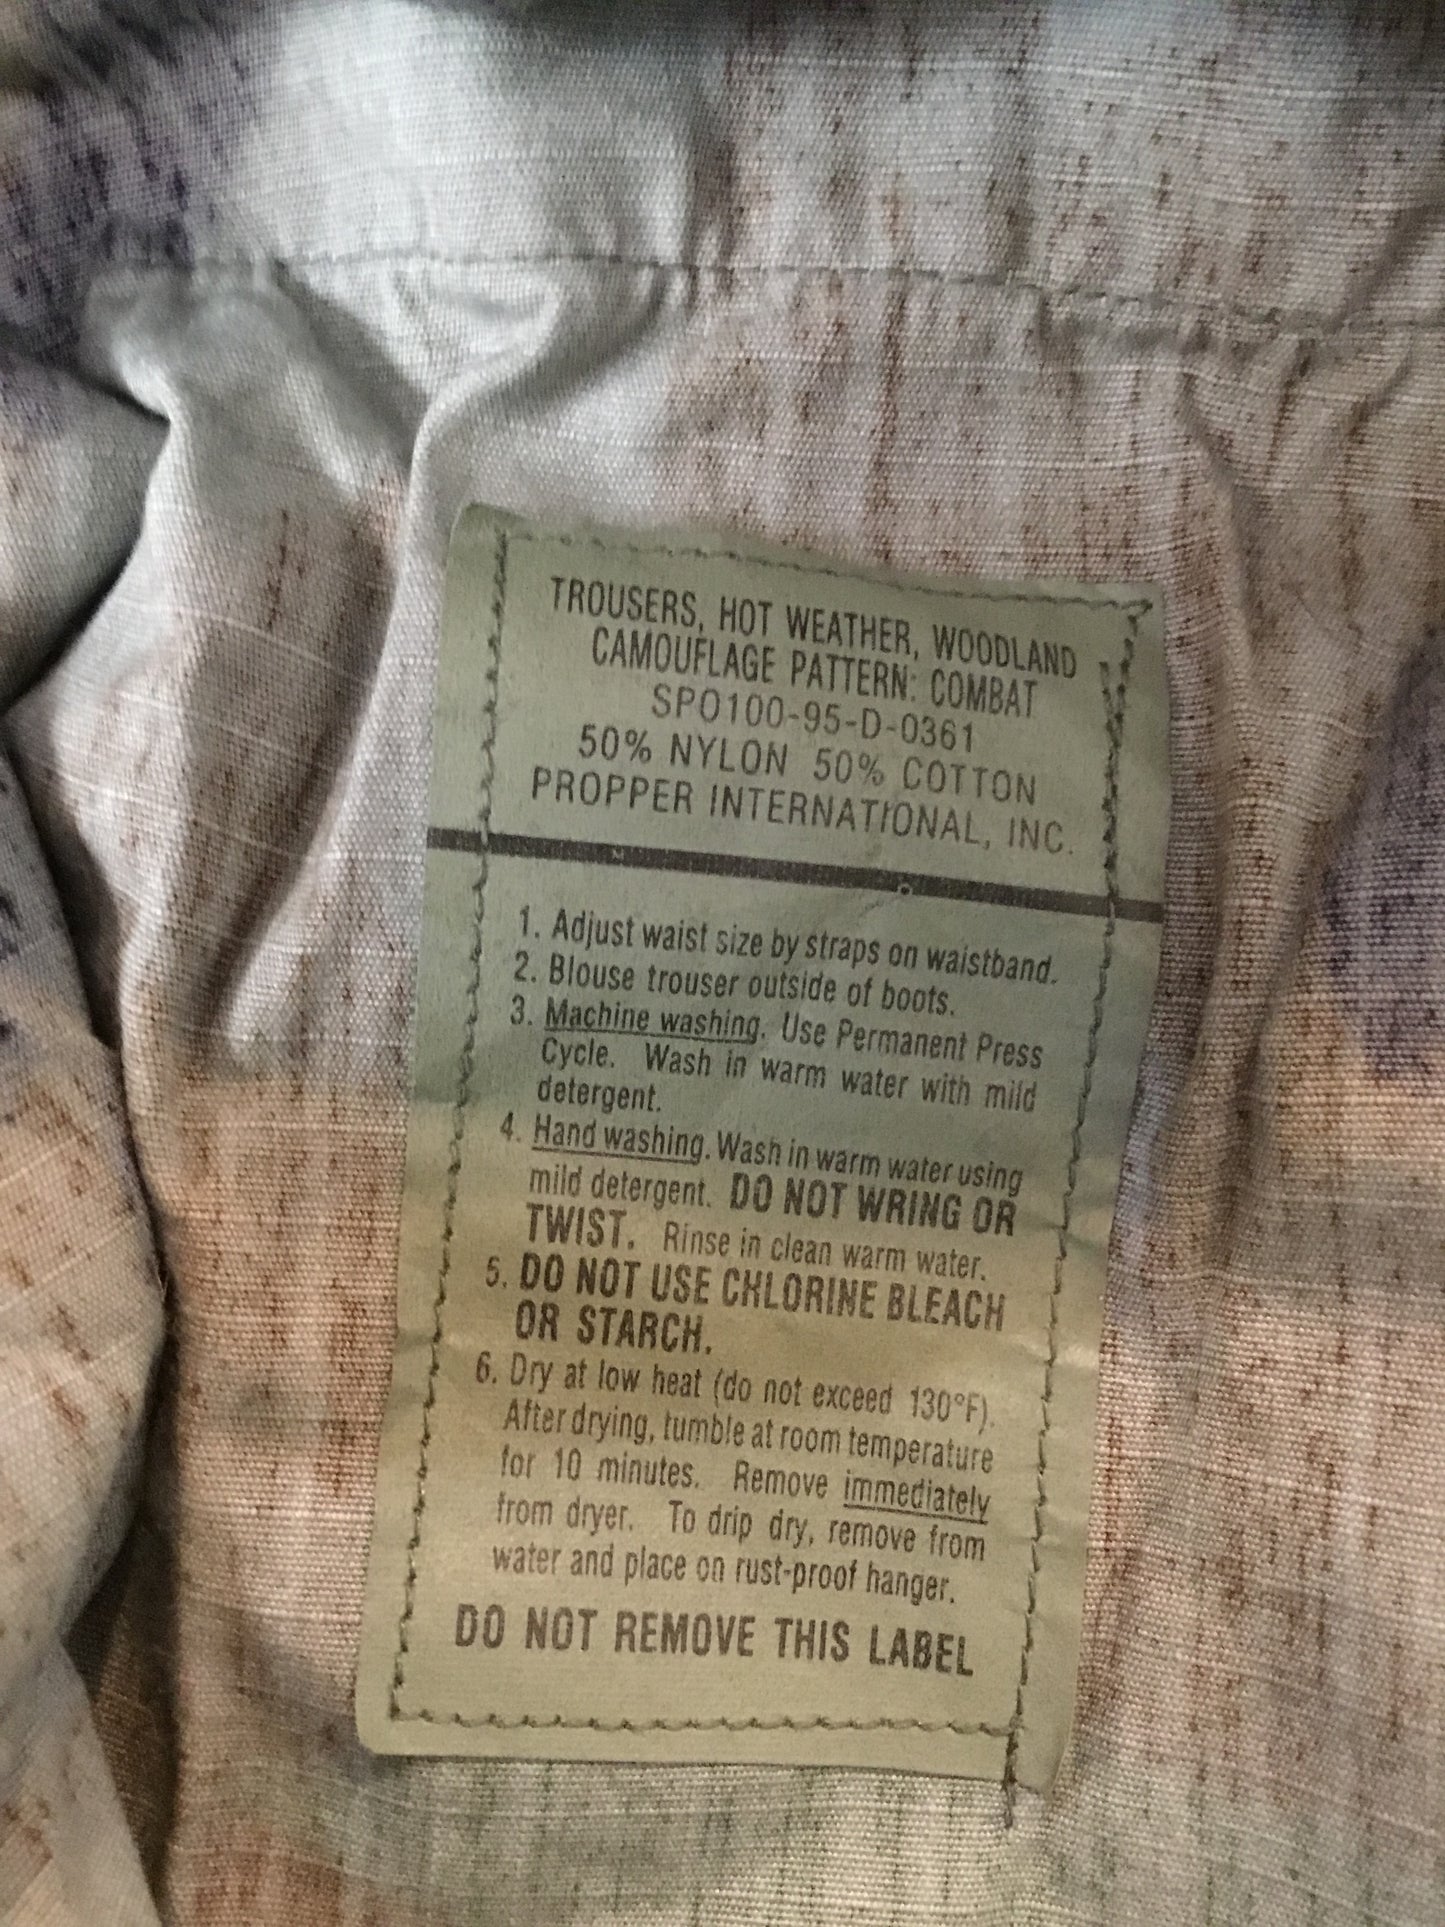 TROUSERS, HOT WEATHER, WOODLAND
CAMOUFLAGE PATTERN: COMBAT
SPO100-95-D-0361
50% NYLON 50% COTTON
PROPPER INTERNATIONAL, INC.
1. Adjust waist size by straps on waistband.
2. Blouse trouser outside of boots.
3. Machine washing. Use Permanent Press
Cycle. Wash in warm water with mild
detergent.
4. Hand washing. Wash in warm water using
mild detergent. DO NOT WRING OR
TWIST. Rinse in clean warm water.
5. DO NOT USE CHLORINE BLEACH
OR STARCH.
6. Dry at low heat (do not exceed 130°F).
After drying, tumble at room temperature
for 10 minutes. Remove immediately
from dryer. To drip dry, remove from
water and place on rust-proof hanger.
DO NOT REMOVE THIS LABEL